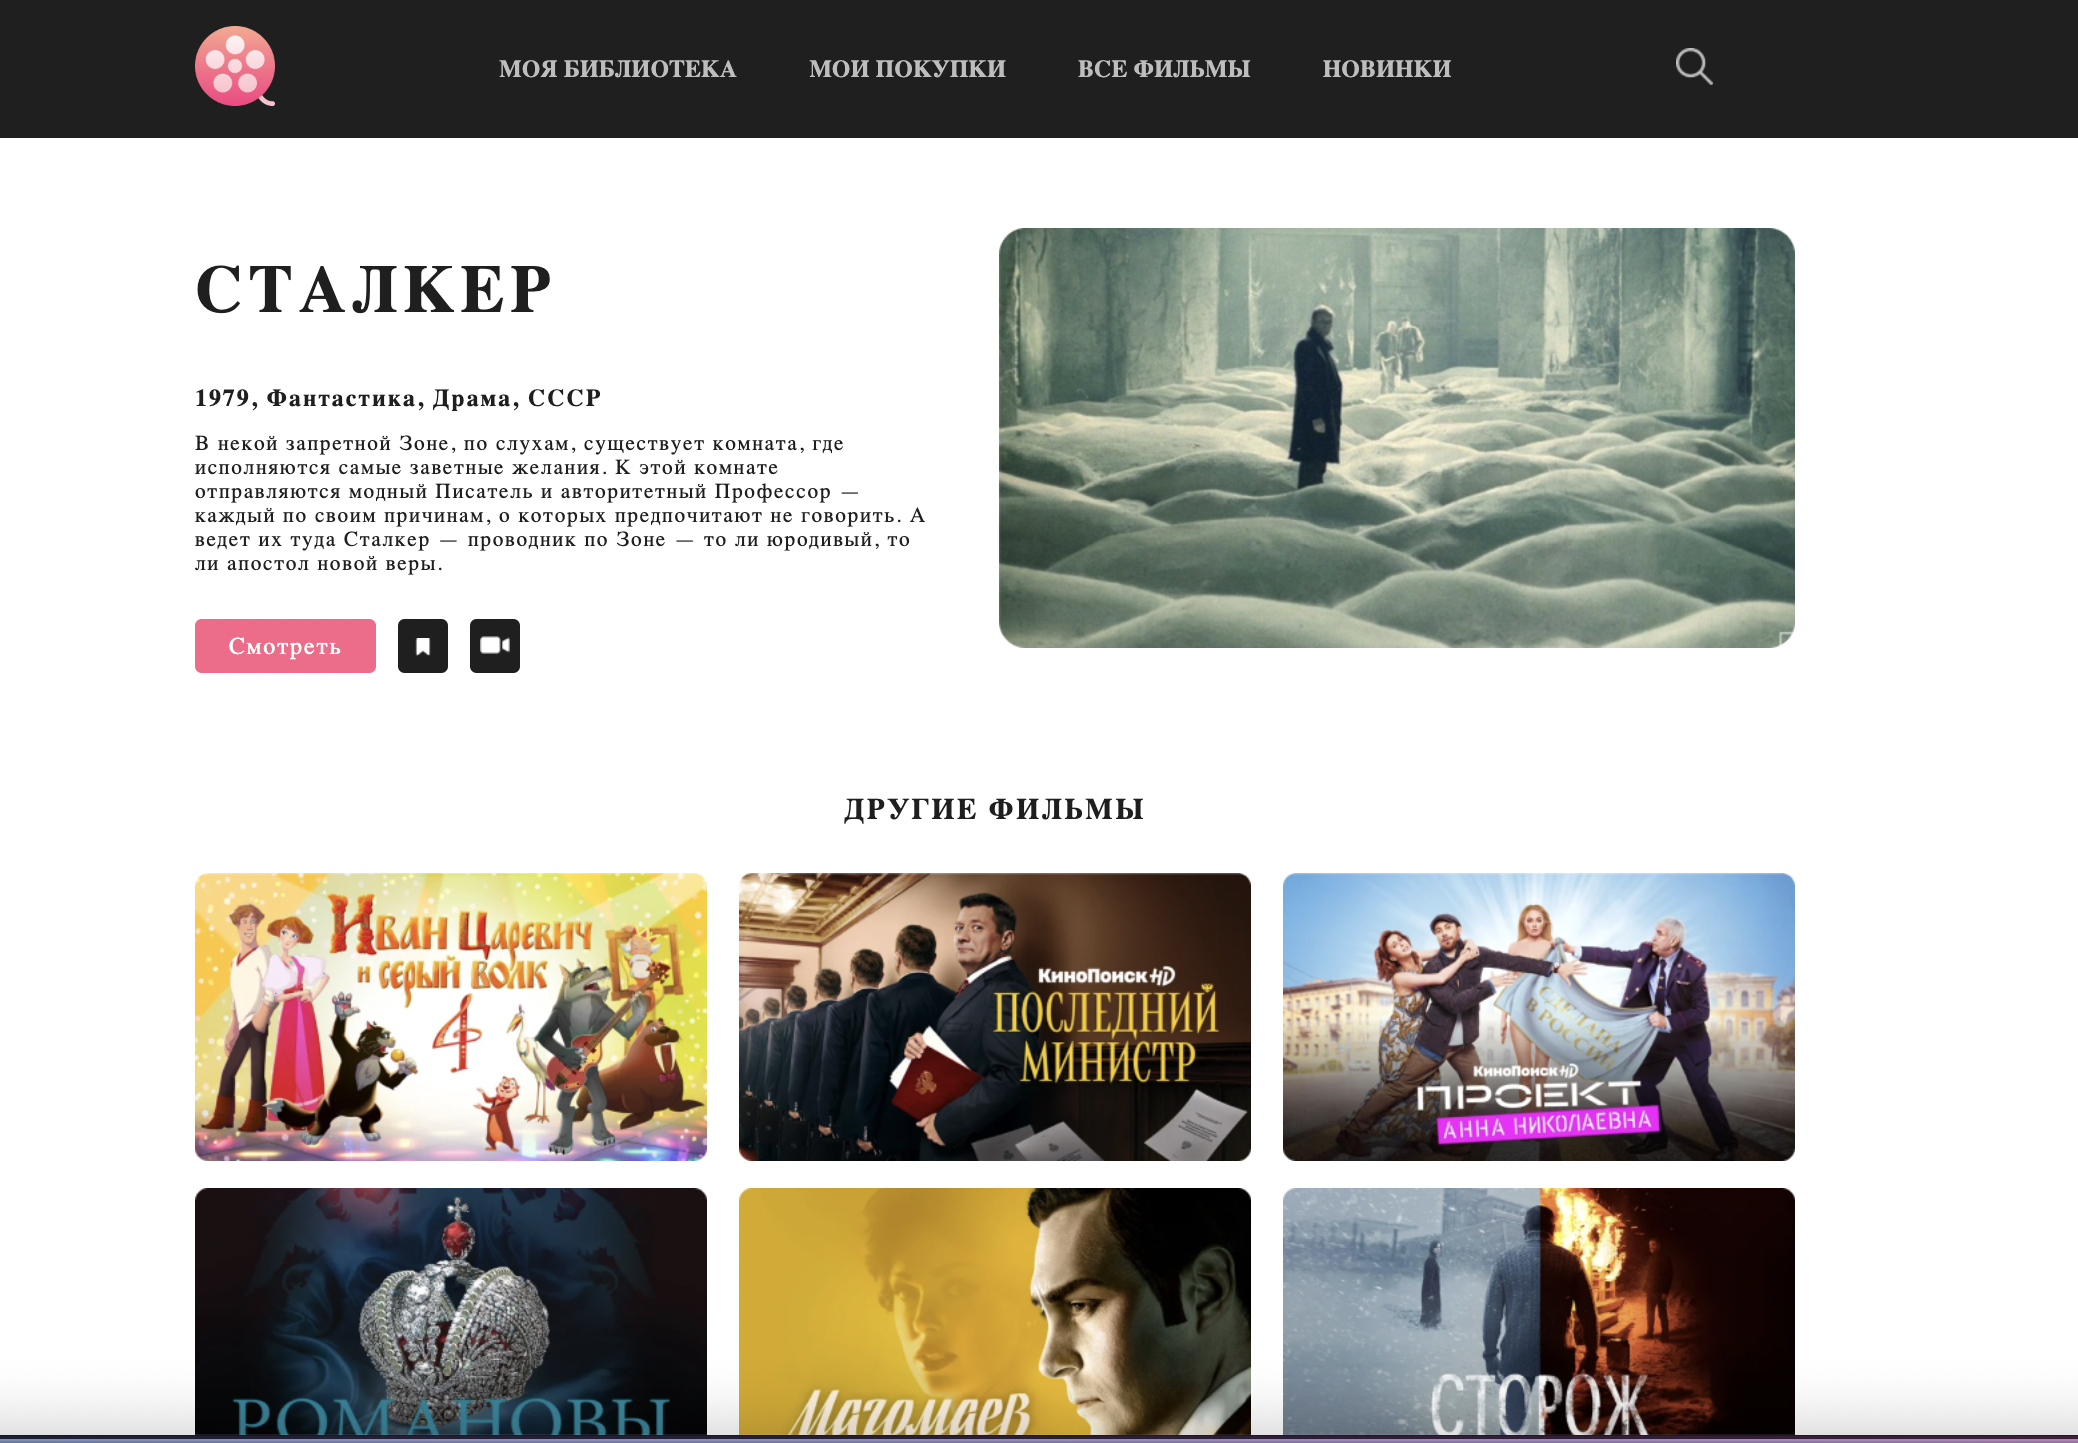 МОЯ БИБЛИОТЕКА
МОИ ПОКУПКИ
ВСЕ ФИЛЬМЫ
НОВИНКИ
СТАЛКЕР
1979, Фантастика, Драма, СССР
В некой запретной Зоне, по слухам, существует комната, где
исполняются самые заветные желания. К этой комнате
отправляются модный Писатель и авторитетный Профессор —
каждый по своим причинам, о которых предпочитают не говорить. А
ведет их туда Сталкер — проводник по Зоне — то ли юродивый, то
ли апостол новой веры.
Смотреть
ДРУГИЕ ФИЛЬМЫ
Иван Царевич
и серый волк
4
КиноПоиск HD
ПОСЛЕДНИЙ
МИНИСТР
СДЕЛАНА
В РОССИИ
КиноПоиск HD
ПРОЕКТ
АННА НИКОЛАЕВНА
РОМАНОВЫ
Магомаев
СТОРОЖ